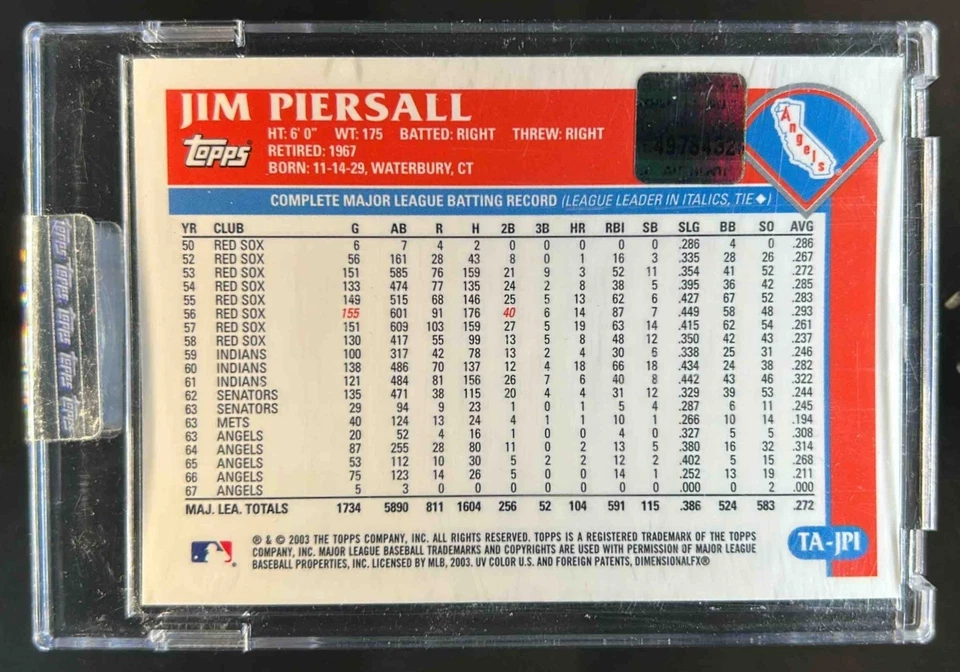 JIM PIERSALL
Topps
HT: 6' 0" WT: 175 BATTED: RIGHT THREW: RIGHT
RETIRED: 1967
BORN: 11-14-29, WATERBURY, CT
Angels
COMPLETE MAJOR LEAGUE BATTING RECORD (LEAGUE LEADER IN ITALICS, TIE ◆)
YR CLUB G AB R H 2B 3B HR RBI SB SLG BB SO AVG
50 RED SOX 6 7 4 2 0 0 0 0 0 .286 4 0 .286
52 RED SOX 56 161 28 43 8 0 1 16 3 .335 28 26 .267
53 RED SOX 151 585 76 159 21 9 3 52 11 .354 41 52 .272
54 RED SOX 133 474 77 135 24 2 8 38 5 .395 36 42 .285
55 RED SOX 149 515 68 146 25 5 13 62 6 .427 67 52 .283
56 RED SOX 155 601 91 176 40 6 14 87 7 .449 58 48 .293
57 RED SOX 151 609 103 159 27 5 19 63 14 .415 62 54 .261
58 RED SOX 130 417 55 99 13 5 8 48 12 .350 42 43 .237
59 INDIANS 100 317 42 78 13 2 4 30 6 .338 25 31 .246
60 INDIANS 138 486 70 137 12 4 18 66 18 .434 24 38 .282
61 INDIANS 121 484 81 156 26 7 6 40 8 .442 43 46 .322
62 SENATORS 135 471 38 115 20 4 4 31 12 .329 39 53 .244
63 SENATORS 29 94 9 23 1 0 1 5 4 .287 6 11 .245
63 METS 40 124 13 24 4 1 1 10 1 .266 10 14 .194
63 ANGELS 20 52 4 16 1 0 0 4 0 .327 5 5 .308
64 ANGELS 87 255 28 80 11 0 2 13 5 .380 16 32 .314
65 ANGELS 53 112 10 30 5 2 2 12 2 .402 5 15 .268
66 ANGELS 75 123 14 26 5 0 0 14 1 .252 13 19 .211
67 ANGELS 5 3 0 0 0 0 0 0 0 .000 0 2 .000
MAJ. LEA. TOTALS 1734 5890 811 1604 256 52 104 591 115 .386 524 583 .272
® & © 2003 THE TOPPS COMPANY, INC. ALL RIGHTS RESERVED. TOPPS IS A REGISTERED TRADEMARK OF THE TOPPS
COMPANY, INC. MAJOR LEAGUE BASEBALL TRADEMARKS AND COPYRIGHTS ARE USED WITH PERMISSION OF MAJOR LEAGUE
BASEBALL PROPERTIES, INC. LICENSED BY MLB, 2003. UV COLOR U.S. AND FOREIGN PATENTS, DIMENSIONALFX®
TA-JPI
Topps Topps Topps